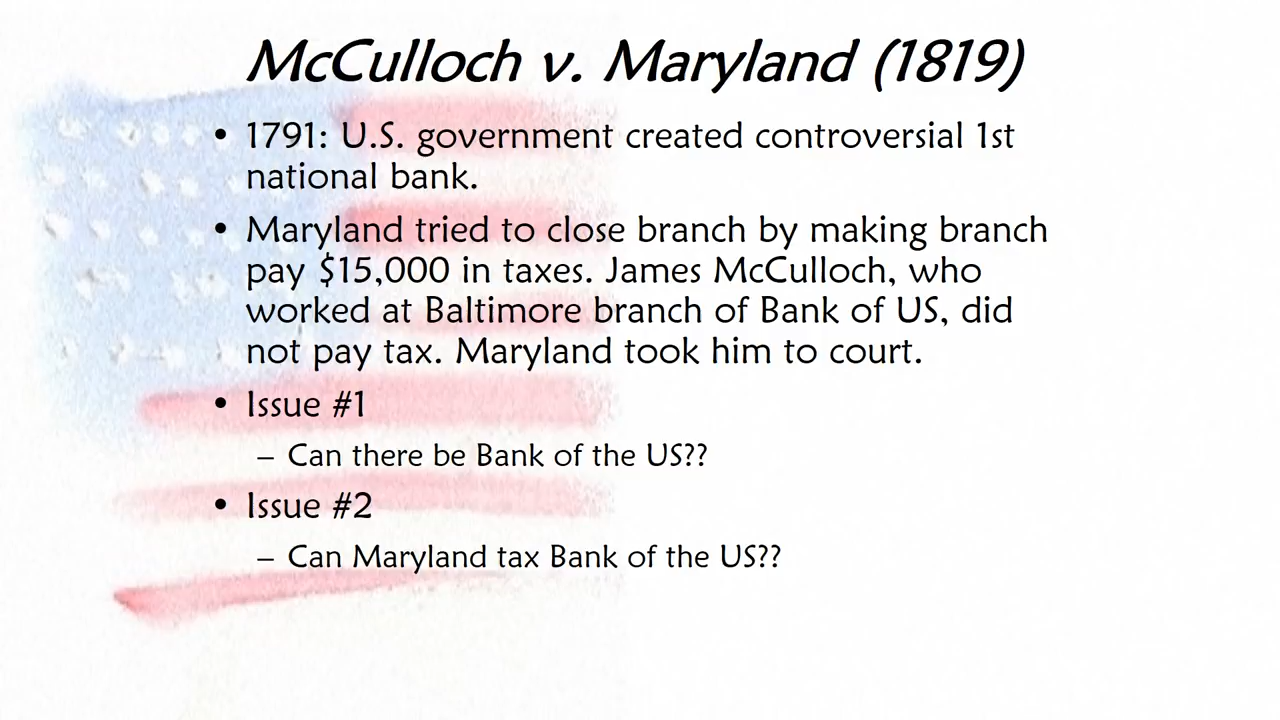 McCulloch v. Maryland (1819)
• 1791: U.S. government created controversial 1st
national bank.
• Maryland tried to close branch by making branch
pay $15,000 in taxes. James McCulloch, who
worked at Baltimore branch of Bank of US, did
not pay tax. Maryland took him to court.
• Issue #1
– Can there be Bank of the US??
• Issue #2
– Can Maryland tax Bank of the US??